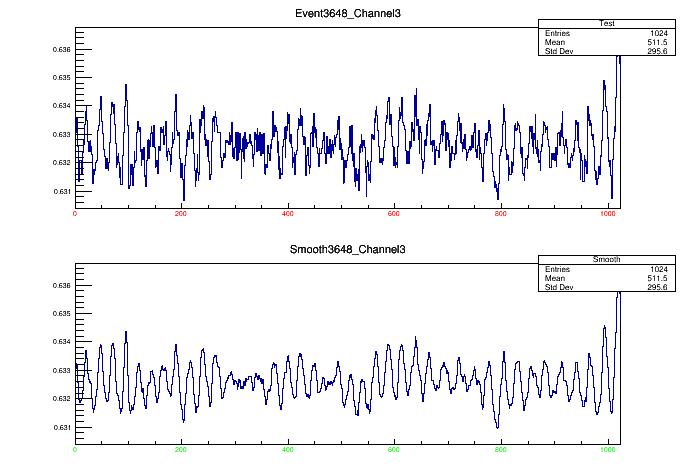 Event3648_Channel3
Test
Entries 1024
Mean 511.5
Std Dev 295.6
0.636
0.635
0.634
0.633
0.632
0.631
0 200 400 600 800 1000
Smooth3648_Channel3
Smooth
Entries 1024
Mean 511.5
Std Dev 295.6
0.636
0.635
0.634
0.633
0.632
0.631
0 200 400 600 800 1000